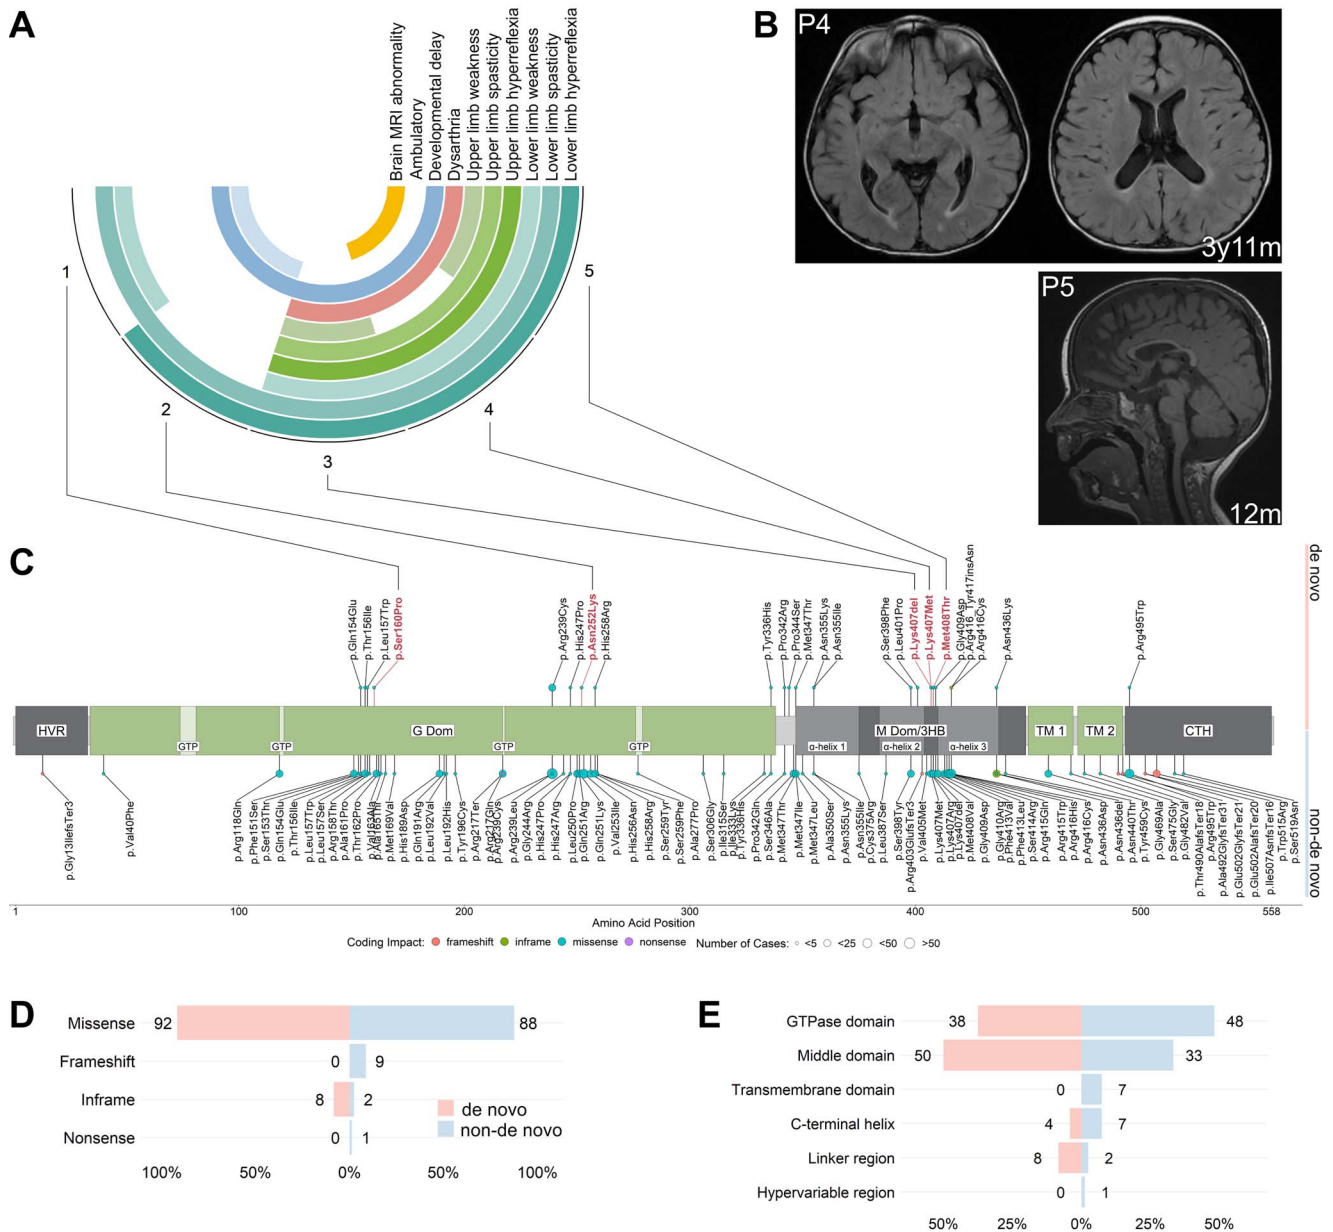 A
Brain MRI abnormality
Ambulatory
Developmental delay
Dysarthria
Upper limb weakness
Upper limb spasticity
Upper limb hyperreflexia
Lower limb weakness
Lower limb spasticity
Lower limb hyperreflexia
1
2
3
4
5
B
P4
3y11m
P5
12m
C
de novo
non-de novo
p.Gln154Glu
p.Thr156Ile
p.Leu157Trp
p.Ser160Pro
p.Arg239Cys
p.His247Pro
p.Asn252Lys
p.His258Arg
p.Tyr336His
p.Pro342Arg
p.Pro344Ser
p.Met347Thr
p.Asn355Lys
p.Asn355Ile
p.Ser398Phe
p.Leu401Pro
p.Lys407del
p.Lys407Met
p.Met408Thr
p.Gly409Asp
p.Arg416_Tyr417insAsn
p.Arg416Cys
p.Asn436Lys
p.Arg495Trp
HVR
G Dom
M Dom/3HB
TM 1
TM 2
CTH
GTP
GTP
GTP
GTP
α-helix 1
α-helix 2
α-helix 3
p.Gly13IlefsTer3
p.Val40Phe
p.Arg118Gln
p.Phe151Ser
p.Ser153Thr
p.Gln154Glu
p.Thr156Ile
p.Leu157Trp
p.Leu157Ser
p.Arg158Thr
p.Ala161Pro
p.Thr162Pro
p.Met169Val
p.His189Asp
p.Gln191Arg
p.Leu192Val
p.Leu192His
p.Tyr196Cys
p.Arg217Gln
p.Arg239Cys
p.Arg239Leu
p.Gly244Arg
p.His247Pro
p.His247Arg
p.Leu250Pro
p.Gln251Arg
p.Gln251Lys
p.Val253Ile
p.His256Asn
p.His258Arg
p.Ser259Tyr
p.Ser259Phe
p.Ala277Pro
p.Ser306Gly
p.Ile315Ser
p.Tyr336His
p.Pro342Gln
p.Ser346Ala
p.Met347Thr
p.Met347Ile
p.Met347Leu
p.Ala350Ser
p.Asn355Lys
p.Asn355Ile
p.Cys375Arg
p.Leu387Ser
p.Ser398Tyr
p.Arg403GlufsTer3
p.Val405Met
p.Lys407Met
p.Lys407Arg
p.Lys407del
p.Met408Val
p.Gly409Asp
p.Gly410Arg
p.Phe413Val
p.Phe413Leu
p.Ser414Arg
p.Arg415Gln
p.Arg415Trp
p.Arg416His
p.Arg416Cys
p.Asn436Asp
p.Asn436del
p.Asn440Thr
p.Tyr459Cys
p.Gly469Ala
p.Ser475Gly
p.Gly482Val
p.Thr490AlafsTer18
p.Arg495Trp
p.Ala492GlyfsTer31
p.Glu502GlyfsTer21
p.Glu502AlafsTer20
p.Ile507AsnfsTer16
p.Trp515Arg
p.Ser519Asn
1
100
200
300
400
500
558
Amino Acid Position
Coding Impact: frameshift inframe missense nonsense Number of Cases: <5 <25 <50 >50
D
Missense 92 88
Frameshift 0 9
Inframe 8 2
Nonsense 0 1
de novo
non-de novo
100% 50% 0% 50% 100%
E
GTPase domain 38 48
Middle domain 50 33
Transmembrane domain 0 7
C-terminal helix 4 7
Linker region 8 2
Hypervariable region 0 1
50% 25% 0% 25% 50%